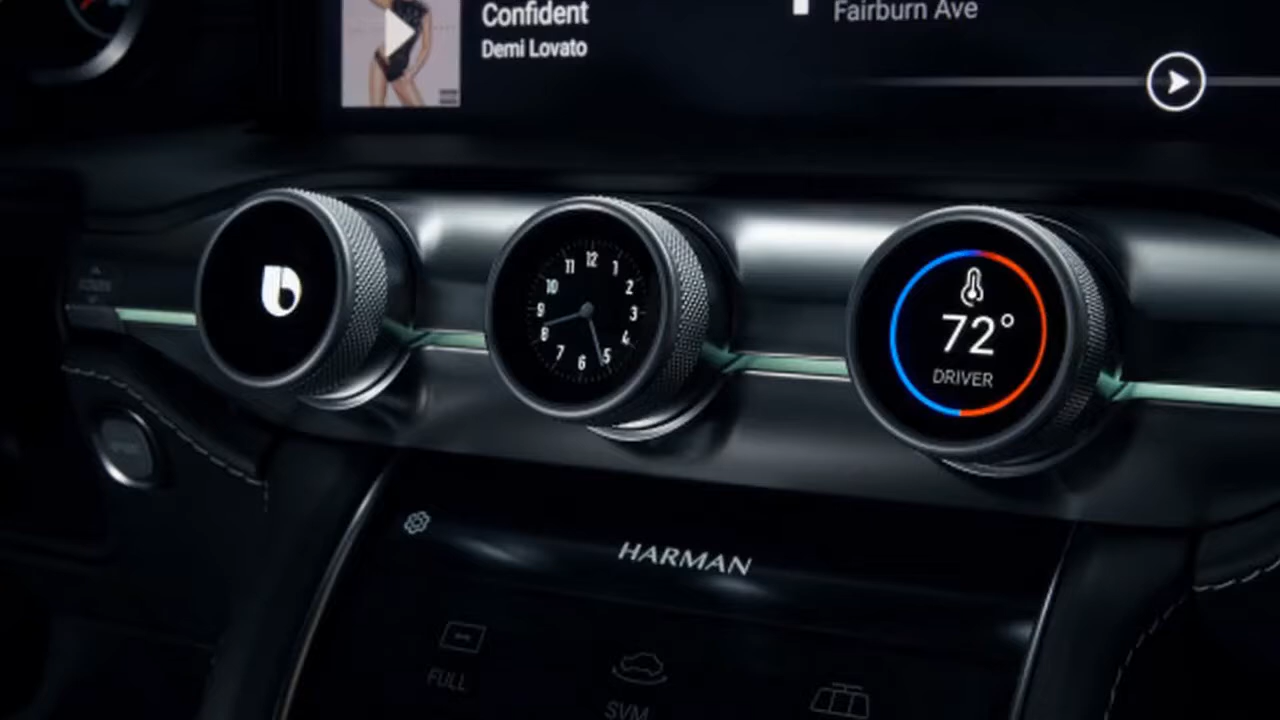 Confident
Demi Lovato
Fairburn Ave
12
1
2
3
4
5
6
7
8
9
10
11
72°
DRIVER
HARMAN
FULL
SVM